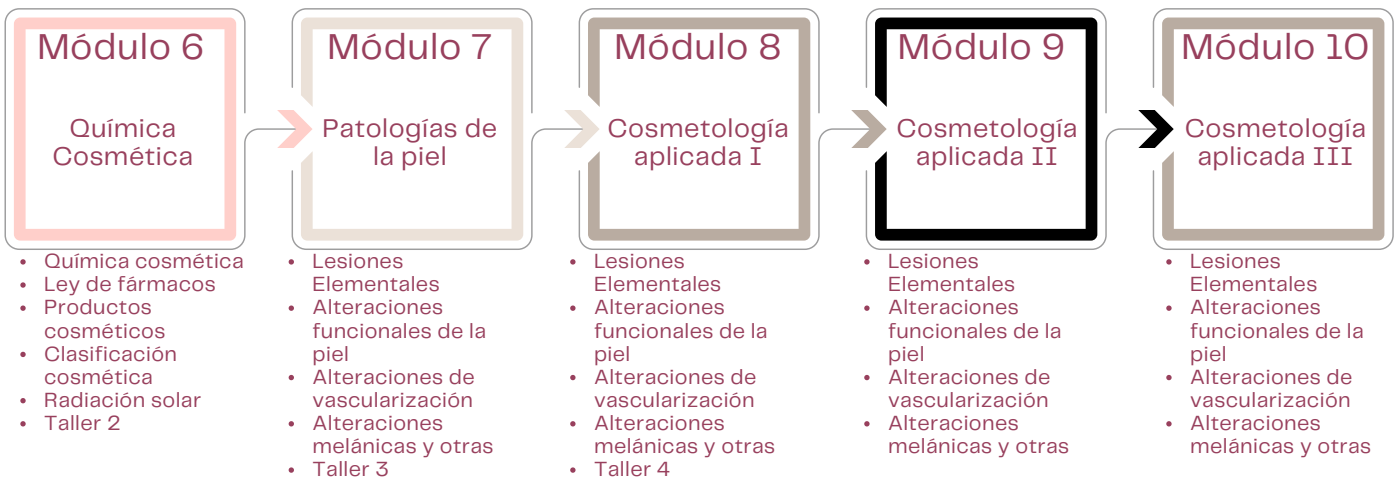 Módulo 6
Química
Cosmética
• Química cosmética
• Ley de fármacos
• Productos
cosméticos
• Clasificación
cosmética
• Radiación solar
• Taller 2
Módulo 7
Patologías de
la piel
• Lesiones
Elementales
• Alteraciones
funcionales de la
piel
• Alteraciones de
vascularización
• Alteraciones
melánicas y otras
• Taller 3
Módulo 8
Cosmetología
aplicada I
• Lesiones
Elementales
• Alteraciones
funcionales de la
piel
• Alteraciones de
vascularización
• Alteraciones
melánicas y otras
• Taller 4
Módulo 9
Cosmetología
aplicada II
• Lesiones
Elementales
• Alteraciones
funcionales de la
piel
• Alteraciones de
vascularización
• Alteraciones
melánicas y otras
Módulo 10
Cosmetología
aplicada III
• Lesiones
Elementales
• Alteraciones
funcionales de la
piel
• Alteraciones de
vascularización
• Alteraciones
melánicas y otras